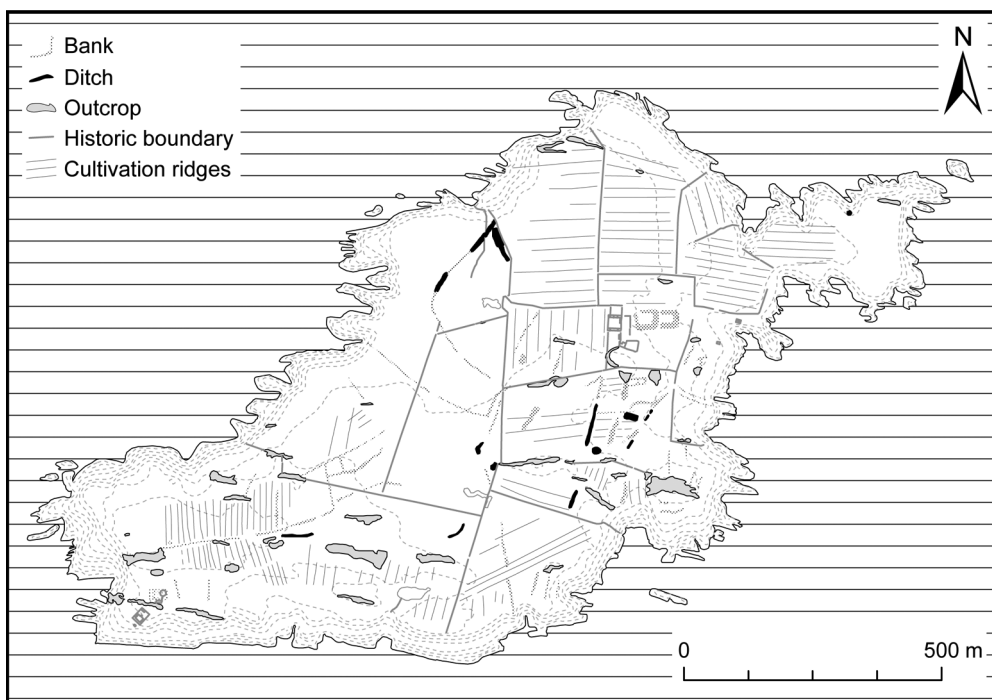 Bank
Ditch
Outcrop
Historic boundary
Cultivation ridges
N
0 500 m